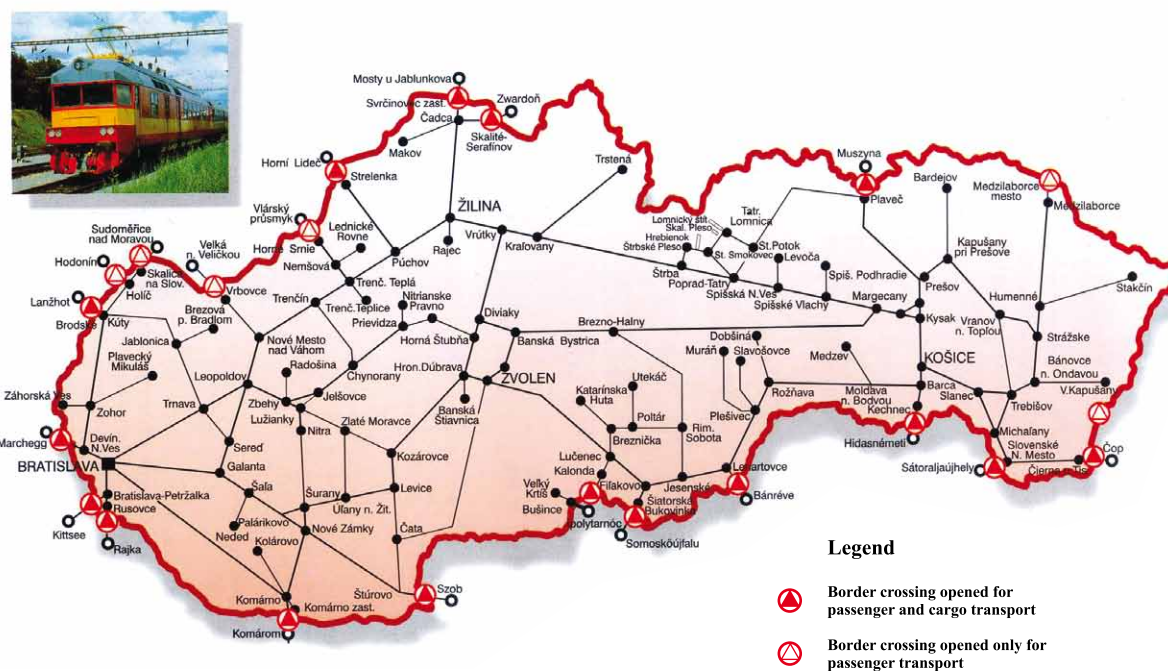 Mosty u Jablunkova
Svrčinovec zast.
Zwardoň
Čadca
Skalité-
Serafínov
Makov
Horní Lideč
Strelenka
Trstená
Muszyna
Plaveč
Bardejov
Medzilaborce
mesto
Medzilaborce
Vlárský
průsmyk
Horné Srnie
Lednické
Rovne
ŽILINA
Vrútky
Rajec
Kraľovany
Púchov
Nemšová
Lomnický štít
Skal. Pleso
Hrebienok
Štrbské Pleso
Tatr.
Lomnica
St.Potok
St. Smokovec
Levoča
Kapušany
pri Prešove
Sudoměřice
nad Moravou
Velká
n. Veličkou
Hodonín
Skalica
na Slov.
Holíč
Vrbovce
Trenč. Teplá
Trenč.Teplice
Trenčín
Nitrianske
Pravno
Prievidza
Štrba
Poprad-Tatry
Spišská N.Ves
Spiš. Podhradie
Spišské Vlachy
Margecany
Prešov
Kysak
Humenné
Stakčín
Lanžhot
Brodské
Kúty
Brezová
p. Bradlom
Jablonica
Plavecký
Mikuláš
Nové Mesto
nad Váhom
Horná Štubňa
Diviaky
Banská
Bystrica
Brezno-Halny
Dobšiná
Vranov
n. Topľou
Strážske
Muráň
Slavošovce
Medzev
KOŠICE
Bánovce
n. Ondavou
V.Kapušany
Záhorská Ves
Zohor
Leopoldov
Radošina
Chynorany
Jelšovce
Hron.Dúbrava
ZVOLEN
Banská
Štiavnica
Katarínska
Huta
Utekáč
Poltár
Rožňava
Plešivec
Moldava
n. Bodvou
Barca
Slanec
Trebišov
Kechnec
Trnava
Zbehy
Lužianky
Nitra
Zlaté Moravce
Kozárovce
Breznička
Rim.
Sobota
Lučenec
Kalonda
Michaľany
Slovenské
N. Mesto
Marchegg
Devín.
N.Ves
BRATISLAVA
Sereď
Galanta
Hidasnémeti
Sátoraljaújhely
Čop
Čierna n.Tis.
Bratislava-Petržalka
Rusovce
Kittsee
Rajka
Šaľa
Šurany
Levice
Úľany n. Žit.
Palárikovo
Neded
Nové Zámky
Kolárovo
Čata
Veľký
Krtíš
Bušince
Fiľakovo
Jesenské
Lenartovce
Bánréve
Šiatorská
Bukovinka
Ipolytarnóc
Somosköújfalu
Štúrovo
Szob
Komárno
Komárno zast.
Komárom
Legend
Border crossing opened for
passenger and cargo transport
Border crossing opened only for
passenger transport